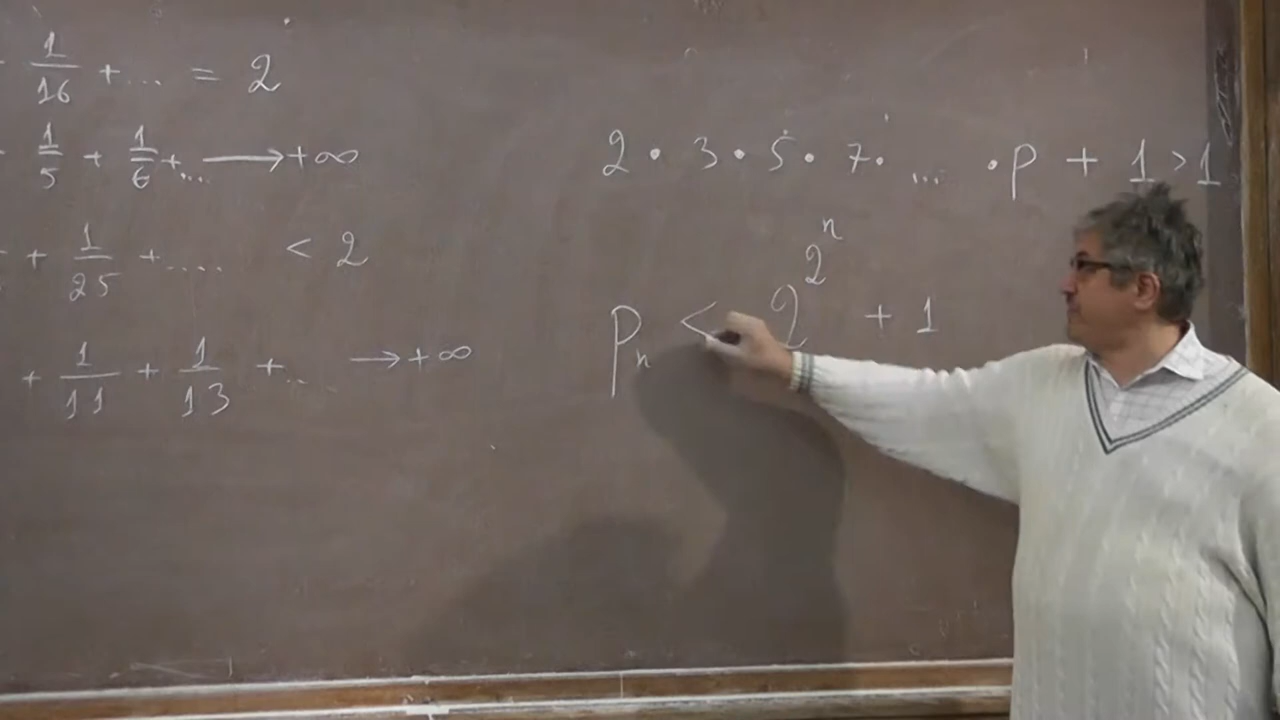 1/16 + ... = 2
1/5 + 1/6 + ... → +∞
+ 1/25 + .... < 2
+ 1/11 + 1/13 + ... → +∞
2 · 3 · 5 · 7 · ... · p + 1 > 1
pₙ < 2^2^n + 1